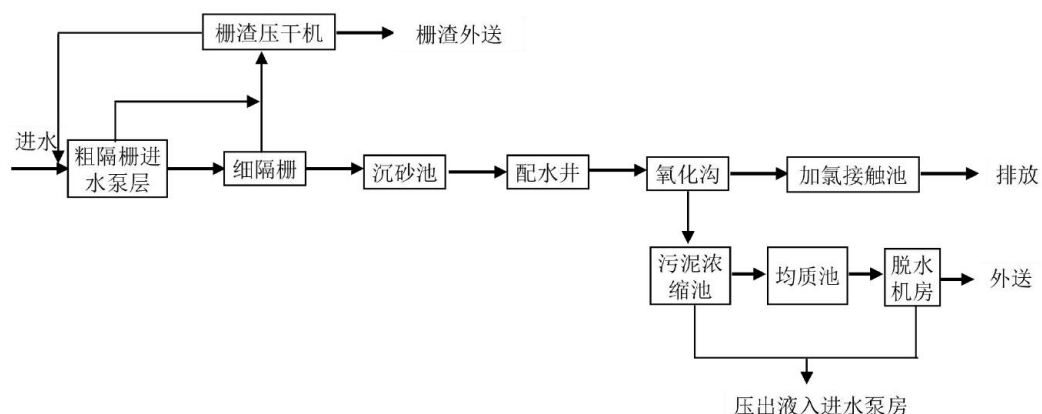 栅渣压干机
栅渣外送
进水
粗隔栅进
水泵层
细隔栅
沉砂池
配水井
氧化沟
加氯接触池
排放
污泥浓
缩池
均质池
脱水
机房
外送
压出液入进水泵房